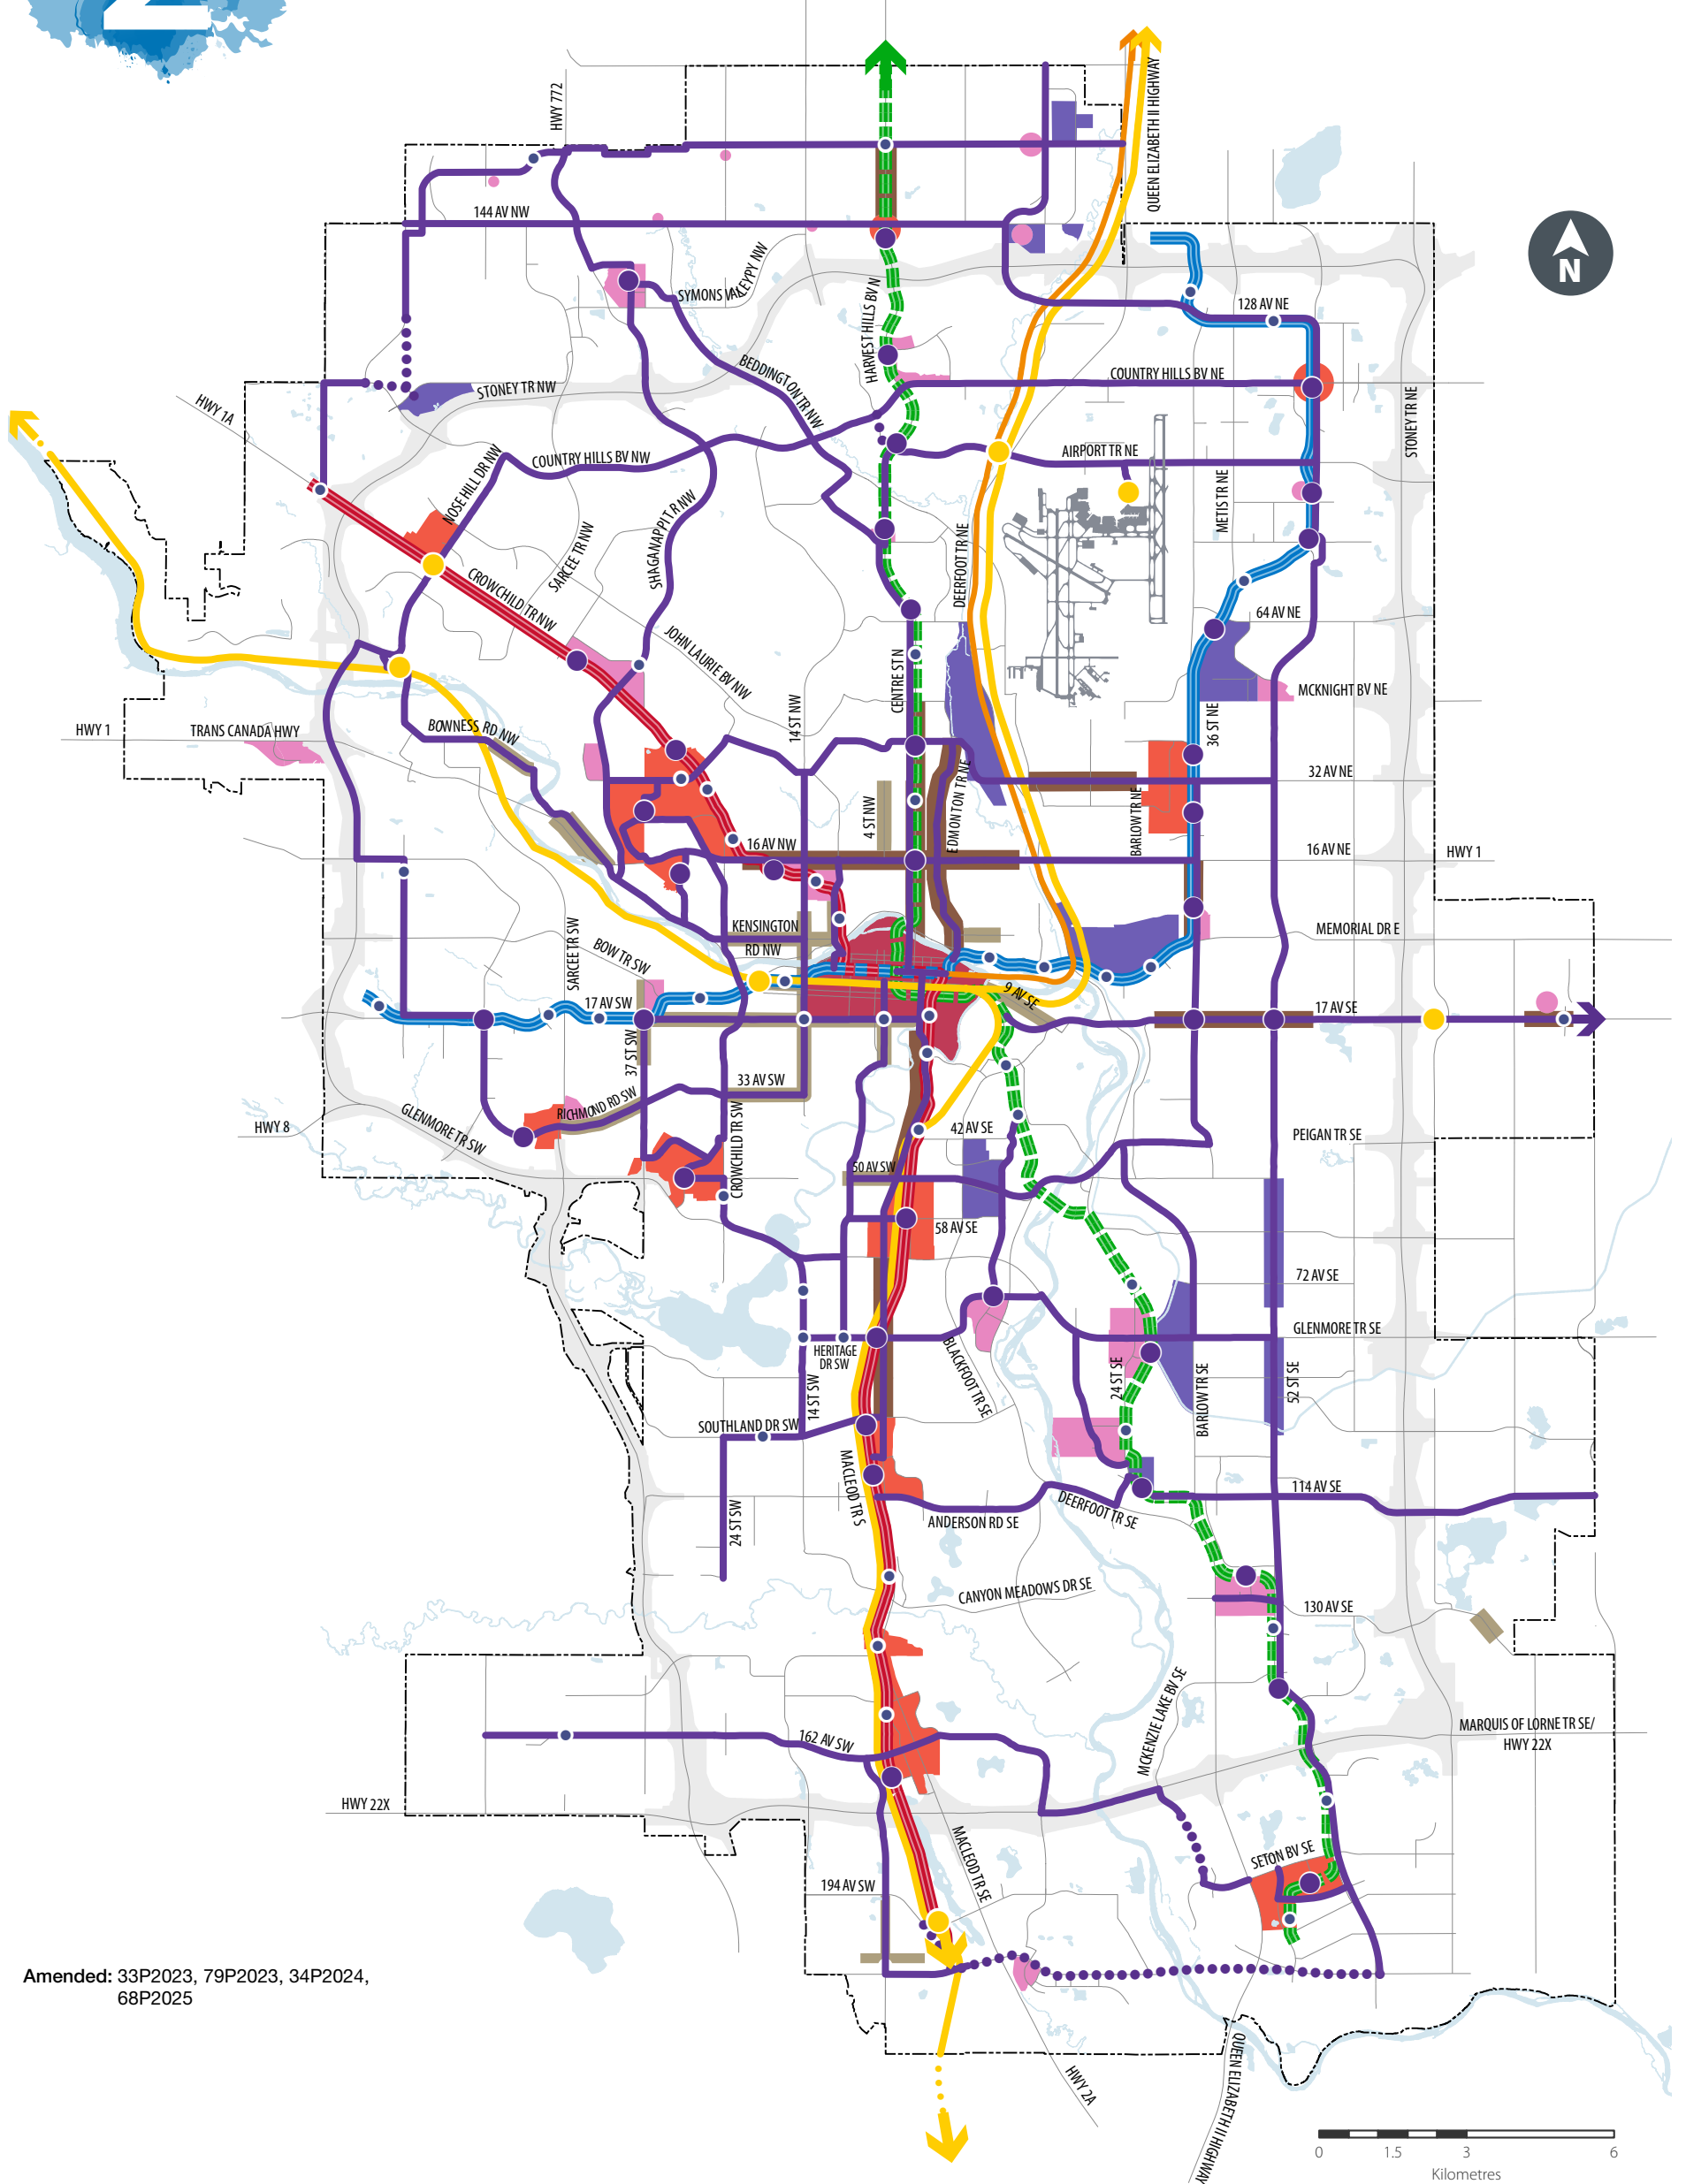 HWY 772
QUEEN ELIZABETH II HIGHWAY
144 AV NW
SYMONS VALLEY PY NW
HARVEST HILLS BV N
128 AV NE
N
BEDDINGTON TR NW
COUNTRY HILLS BV NE
STONEY TR NW
HWY 1A
STONEY TR NE
NOSE HILL DR NW
COUNTRY HILLS BV NW
AIRPORT TR NE
METIS TR NE
SHAGANAPPI TR NW
SARCEE TR NW
DEERFOOT TR NE
CROWCHILD TR NW
64 AV NE
JOHN LAURIE BV NW
CENTRE ST N
MCKNIGHT BV NE
14 ST NW
36 ST NE
HWY 1
TRANS CANADA HWY
BOWNESS RD NW
32 AV NE
4 ST NW
EDMONTON TR NE
BARLOW TR NE
16 AV NW
16 AV NE
HWY 1
KENSINGTON
RD NW
MEMORIAL DR E
SARCEE TR SW
BOW TR SW
17 AV SW
9 AV SE
17 AV SE
37 ST SW
33 AV SW
RICHMOND RD SW
GLENMORE TR SW
HWY 8
CROWCHILD TR SW
42 AV SE
PEIGAN TR SE
50 AV SW
58 AV SE
72 AV SE
GLENMORE TR SE
HERITAGE
DR SW
BLACKFOOT TR SE
24 ST SE
BARLOW TR SE
52 ST SE
14 ST SW
SOUTHLAND DR SW
MACLEOD TR S
24 ST SW
114 AV SE
DEERFOOT TR SE
ANDERSON RD SE
CANYON MEADOWS DR SE
130 AV SE
MCKENZIE LAKE BV SE
162 AV SW
MARQUIS OF LORNE TR SE/
HWY 22X
HWY 22X
MACLEOD TR SE
SETON BV SE
194 AV SW
Amended: 33P2023, 79P2023, 34P2024,
68P2025
QUEEN ELIZABETH II HIGHWAY
HWY 2A
0 1.5 3 6
Kilometres